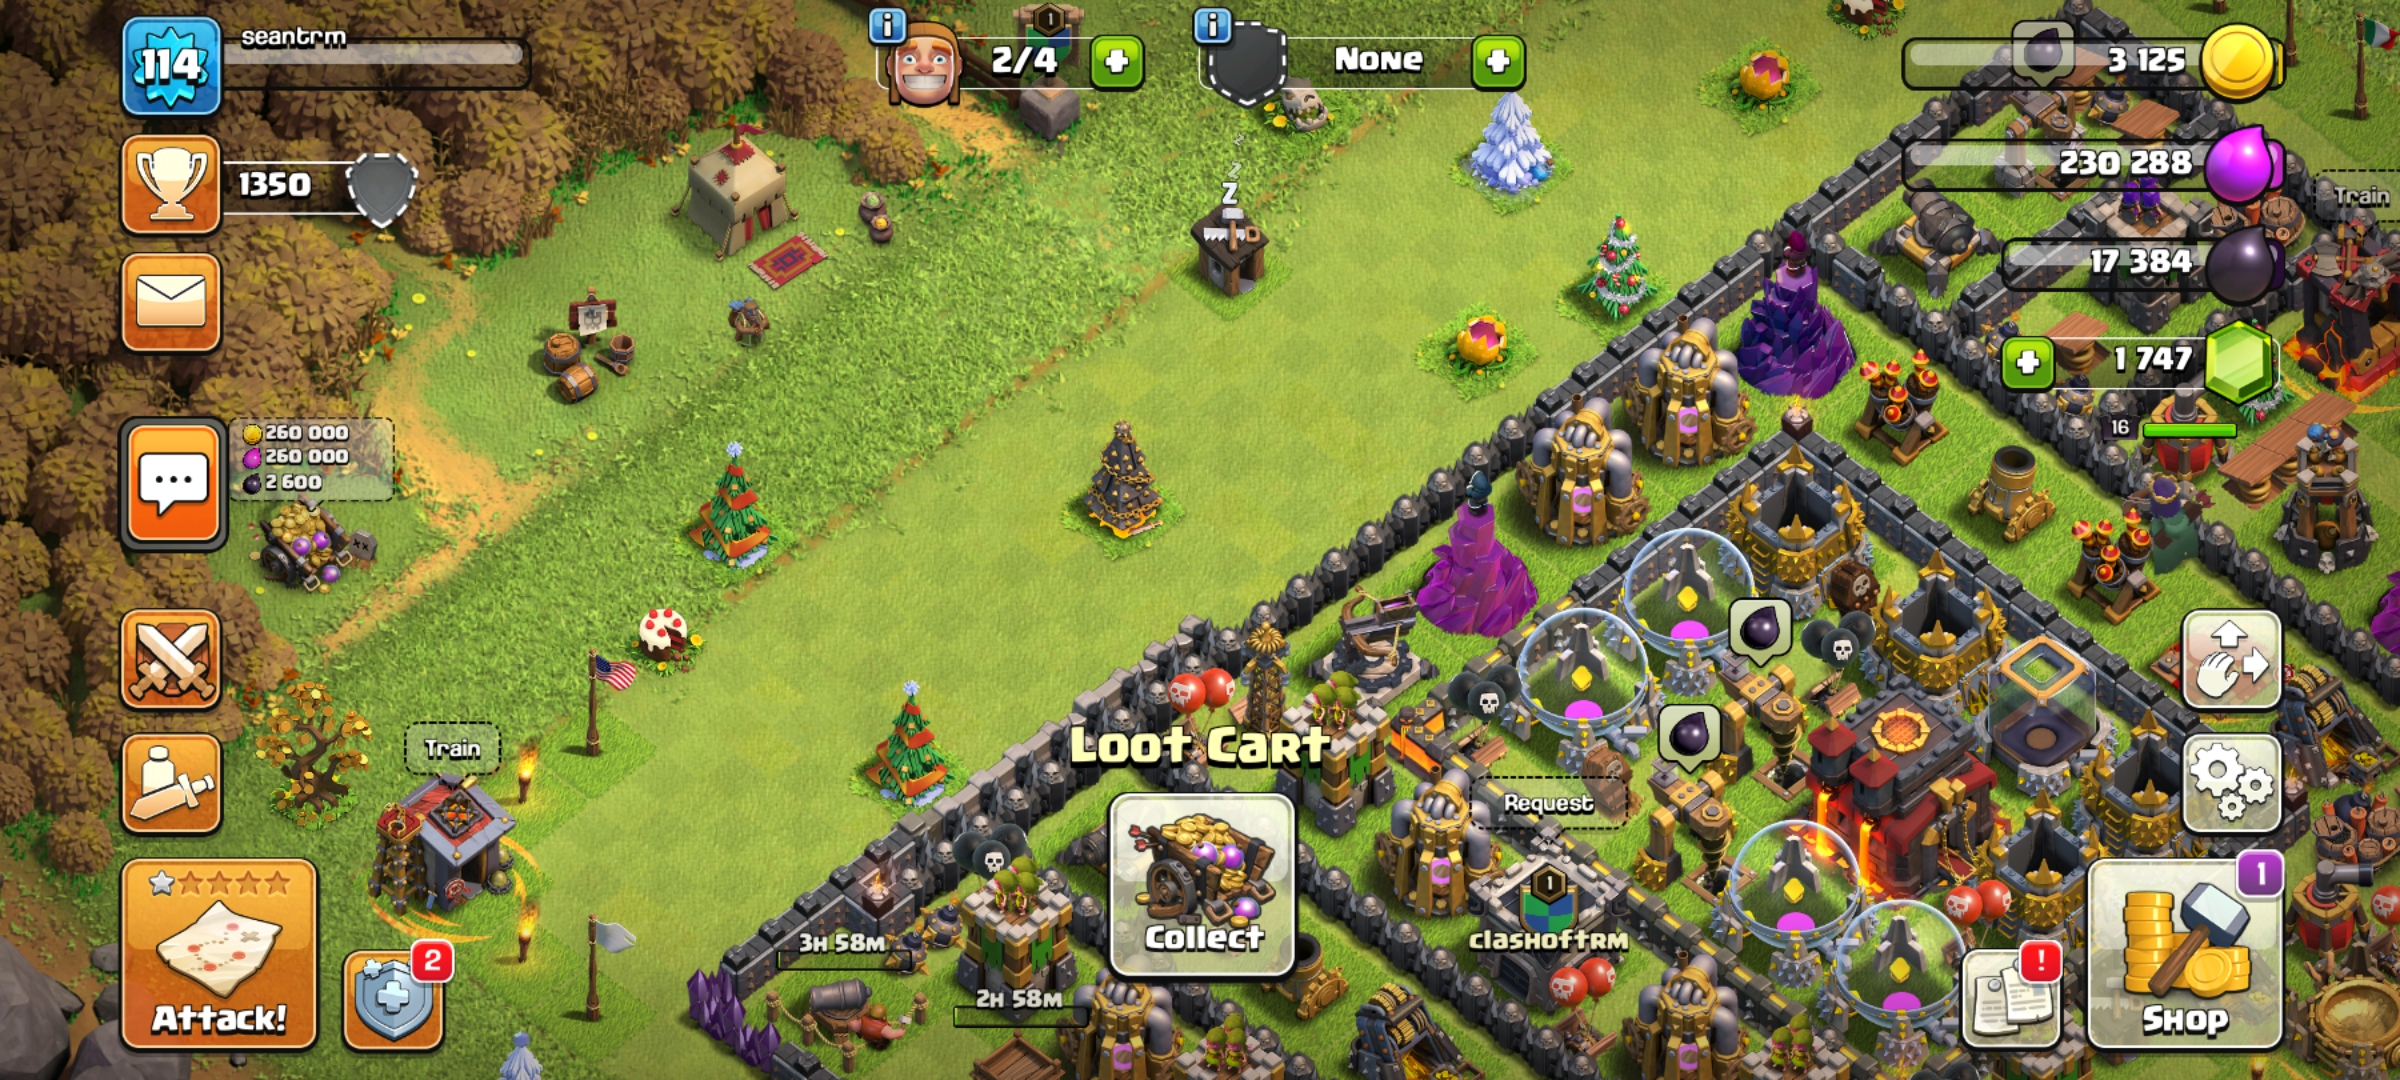 114
seantrm
2/4
None
1
3 125
1350
Z
z
z
230 288
Train
17 384
1 747
16
260 000
260 000
2 600
Train
Loot Cart
Request
1
1
Collect
clashoftrm
3H 58M
2H 58M
2
!
Attack!
Shop